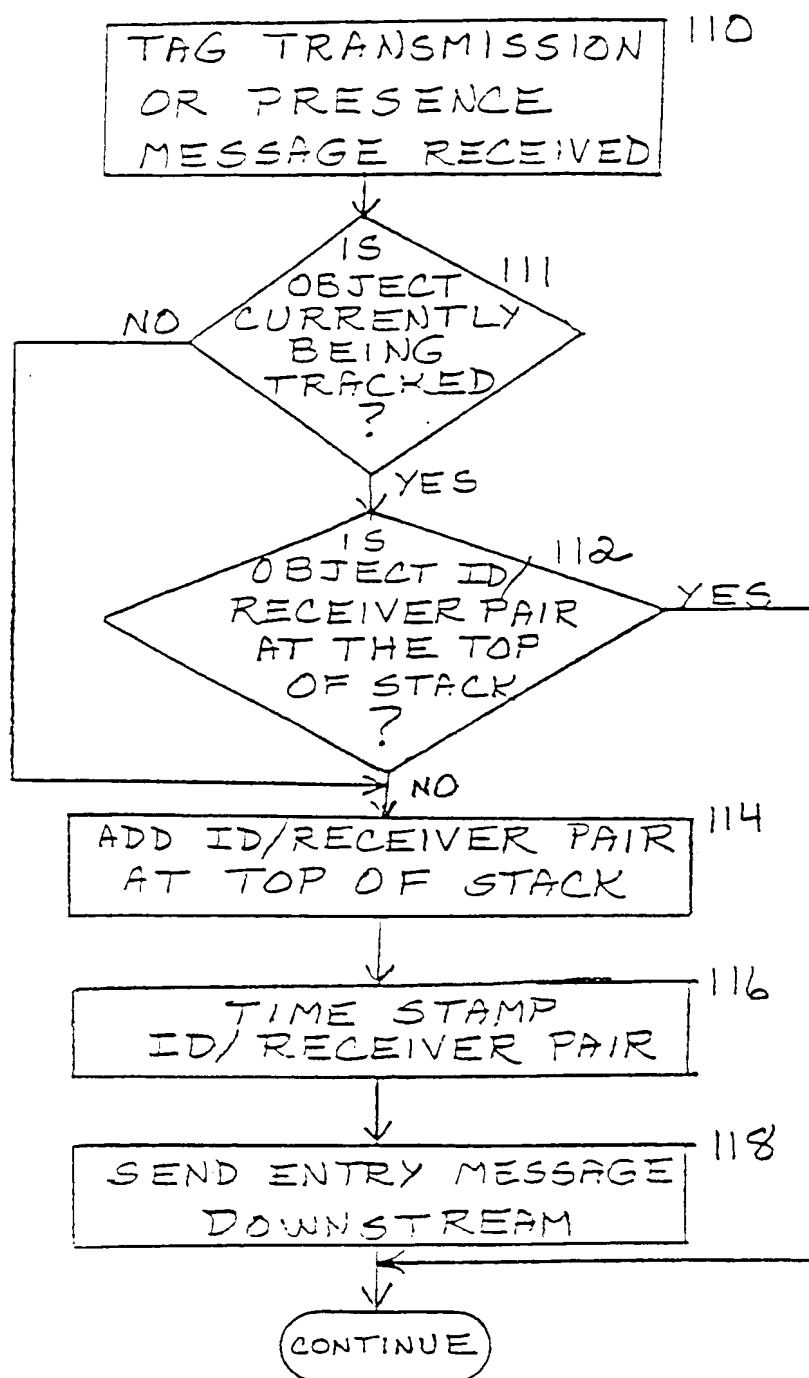 110
TAG TRANSMISSION
OR PRESENCE
MESSAGE RECEIVED
IS
OBJECT
CURRENTLY
BEING
TRACKED
?
111
NO
YES
IS
OBJECT ID
RECEIVER PAIR
AT THE TOP
OF STACK
?
112
YES
NO
114
ADD ID/RECEIVER PAIR
AT TOP OF STACK
116
TIME STAMP
ID/RECEIVER PAIR
118
SEND ENTRY MESSAGE
DOWNSTREAM
CONTINUE